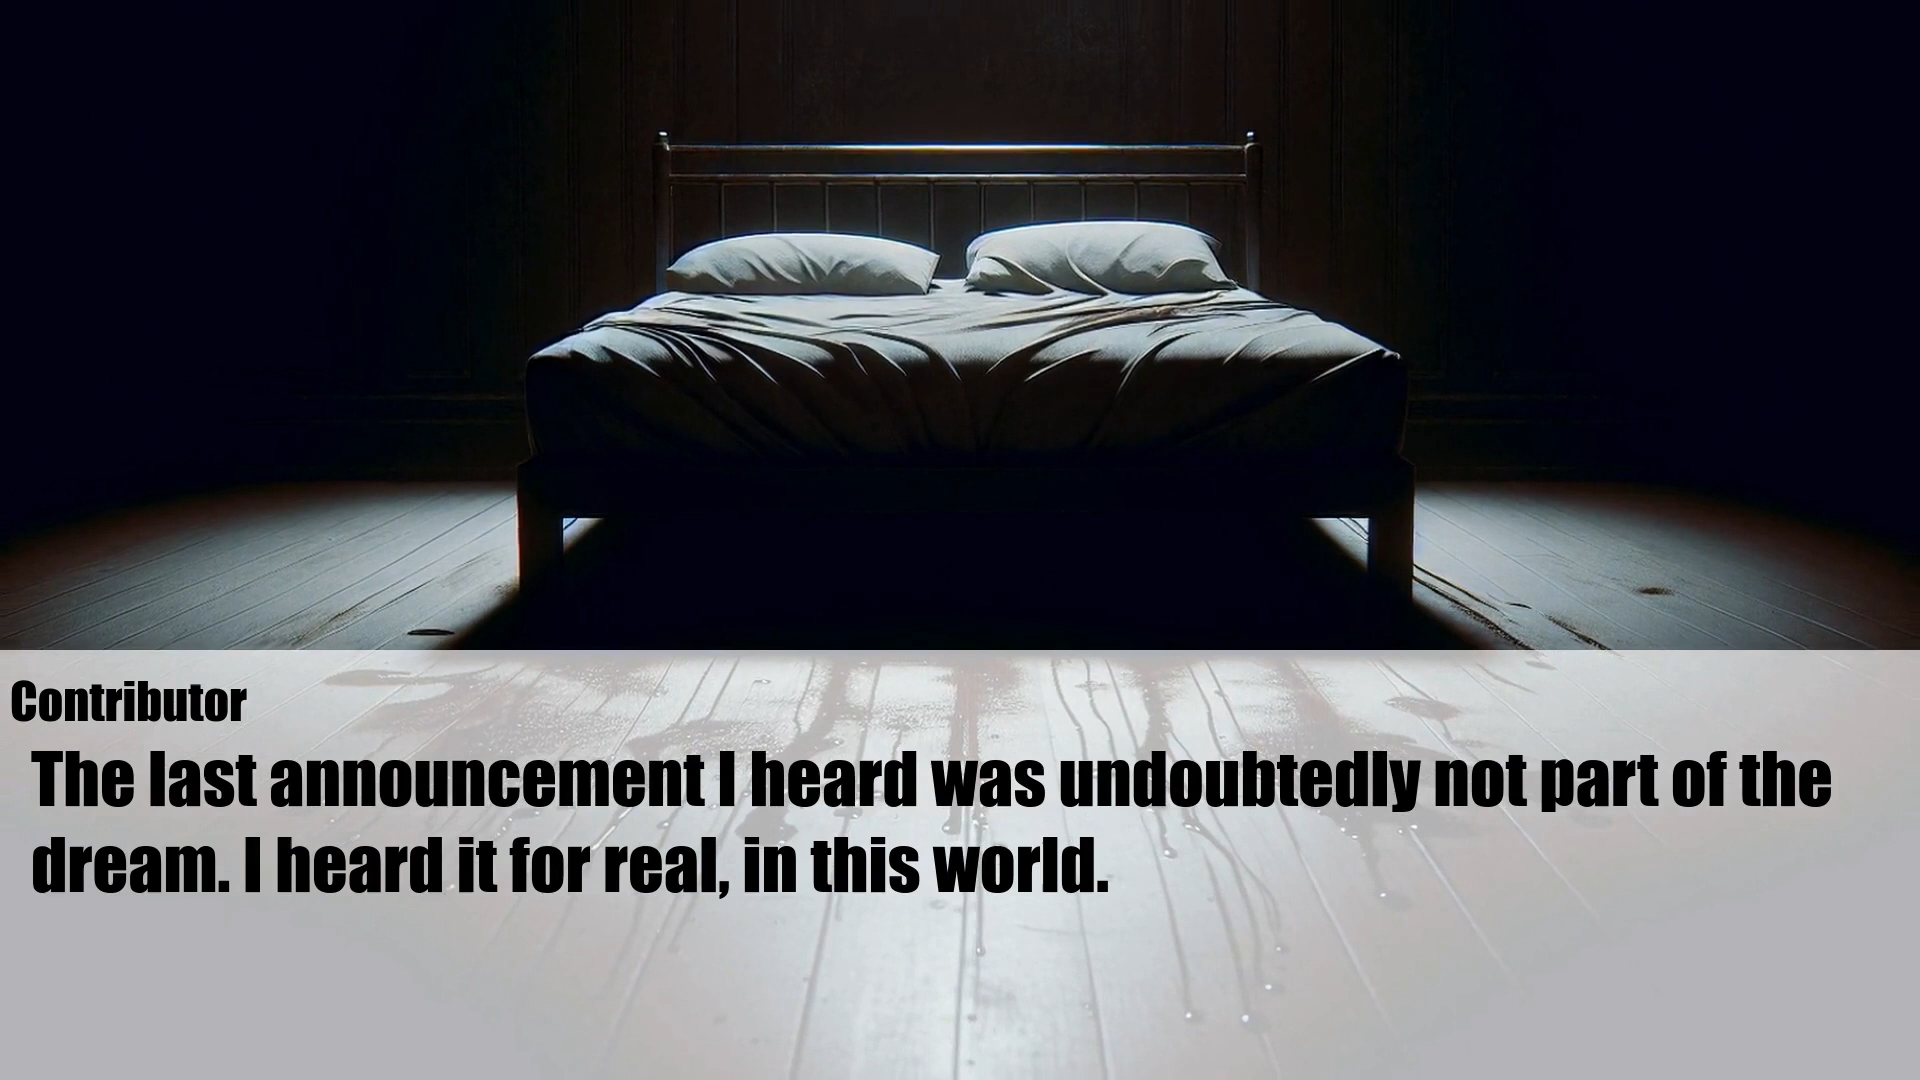 Contributor
The last announcement I heard was undoubtedly not part of the
dream. I heard it for real, in this world.